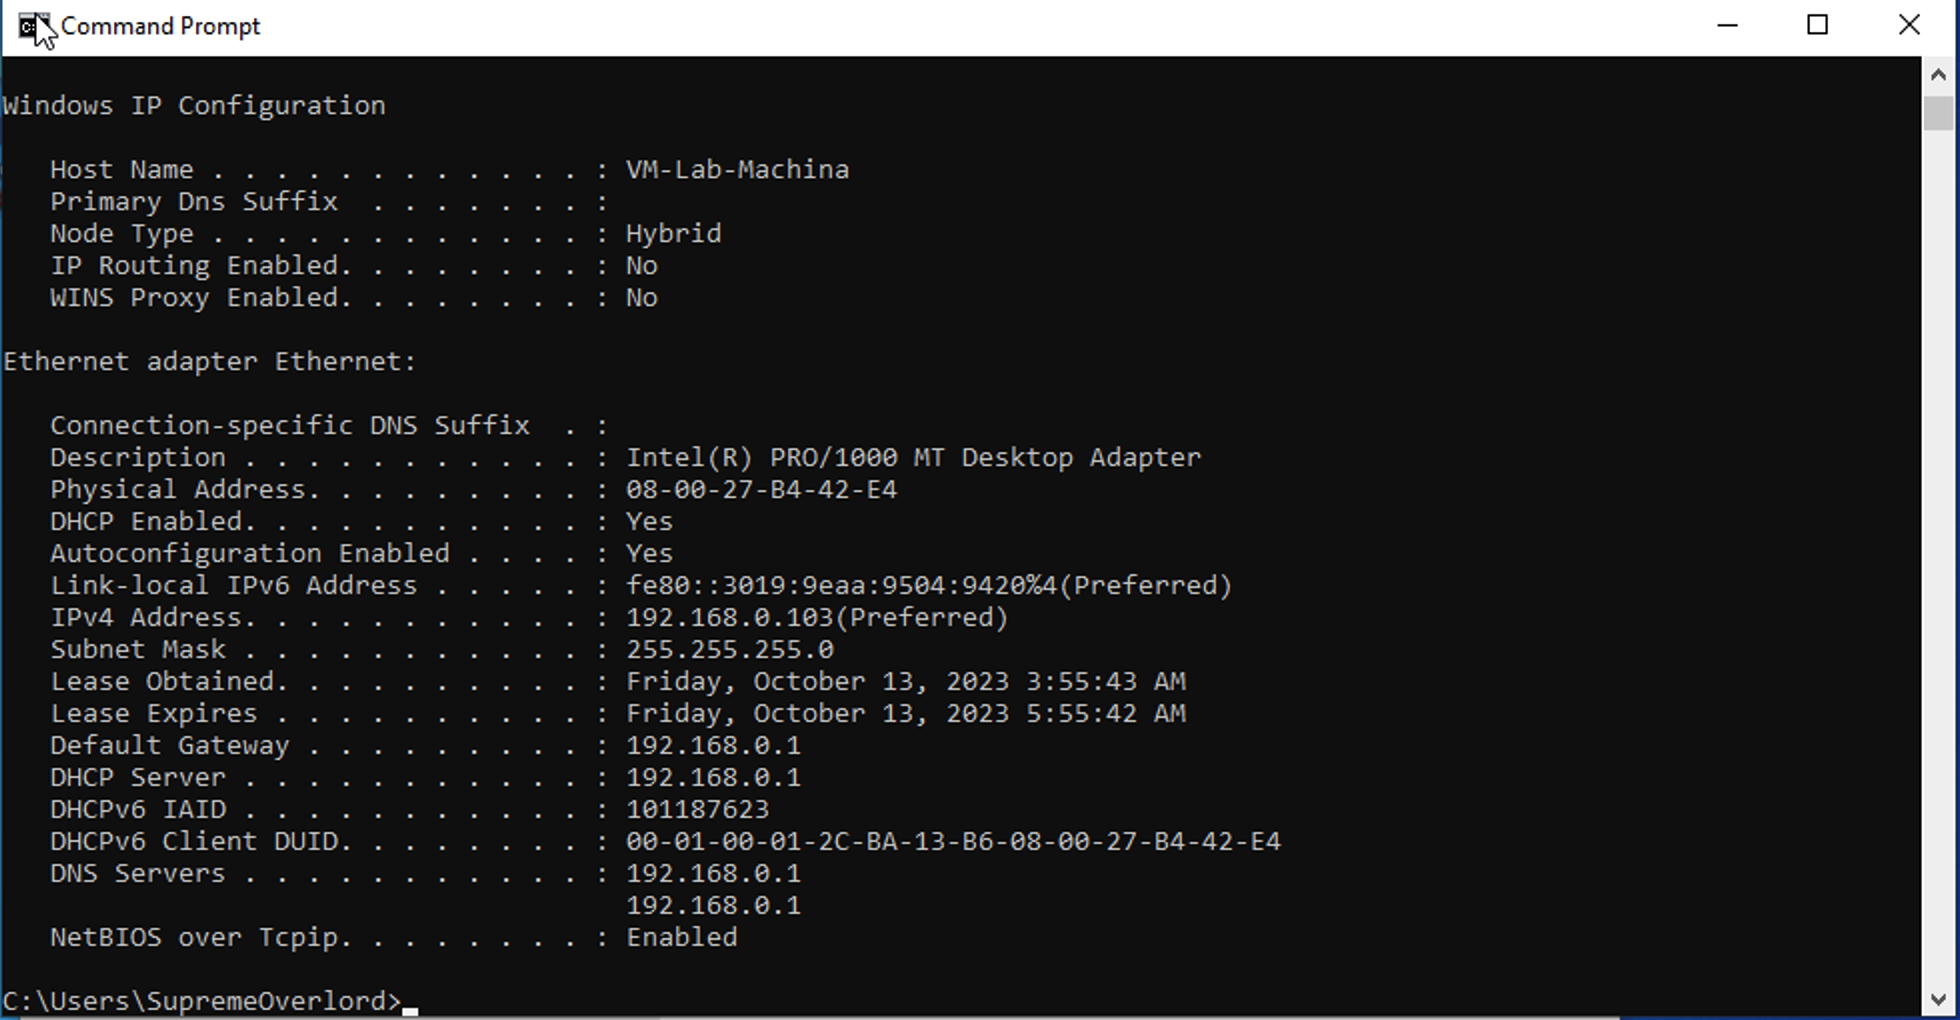 Command Prompt
Windows IP Configuration
Host Name . . . . . . . . . . . . : VM-Lab-Machina
Primary Dns Suffix  . . . . . . . :
Node Type . . . . . . . . . . . . : Hybrid
IP Routing Enabled. . . . . . . . : No
WINS Proxy Enabled. . . . . . . . : No
Ethernet adapter Ethernet:
Connection-specific DNS Suffix  . :
Description . . . . . . . . . . . : Intel(R) PRO/1000 MT Desktop Adapter
Physical Address. . . . . . . . . : 08-00-27-B4-42-E4
DHCP Enabled. . . . . . . . . . . : Yes
Autoconfiguration Enabled . . . . : Yes
Link-local IPv6 Address . . . . . : fe80::3019:9eaa:9504:9420%4(Preferred)
IPv4 Address. . . . . . . . . . . : 192.168.0.103(Preferred)
Subnet Mask . . . . . . . . . . . : 255.255.255.0
Lease Obtained. . . . . . . . . . : Friday, October 13, 2023 3:55:43 AM
Lease Expires . . . . . . . . . . : Friday, October 13, 2023 5:55:42 AM
Default Gateway . . . . . . . . . : 192.168.0.1
DHCP Server . . . . . . . . . . . : 192.168.0.1
DHCPv6 IAID . . . . . . . . . . . : 101187623
DHCPv6 Client DUID. . . . . . . . : 00-01-00-01-2C-BA-13-B6-08-00-27-B4-42-E4
DNS Servers . . . . . . . . . . . : 192.168.0.1
192.168.0.1
NetBIOS over Tcpip. . . . . . . . : Enabled
C:\Users\SupremeOverlord>